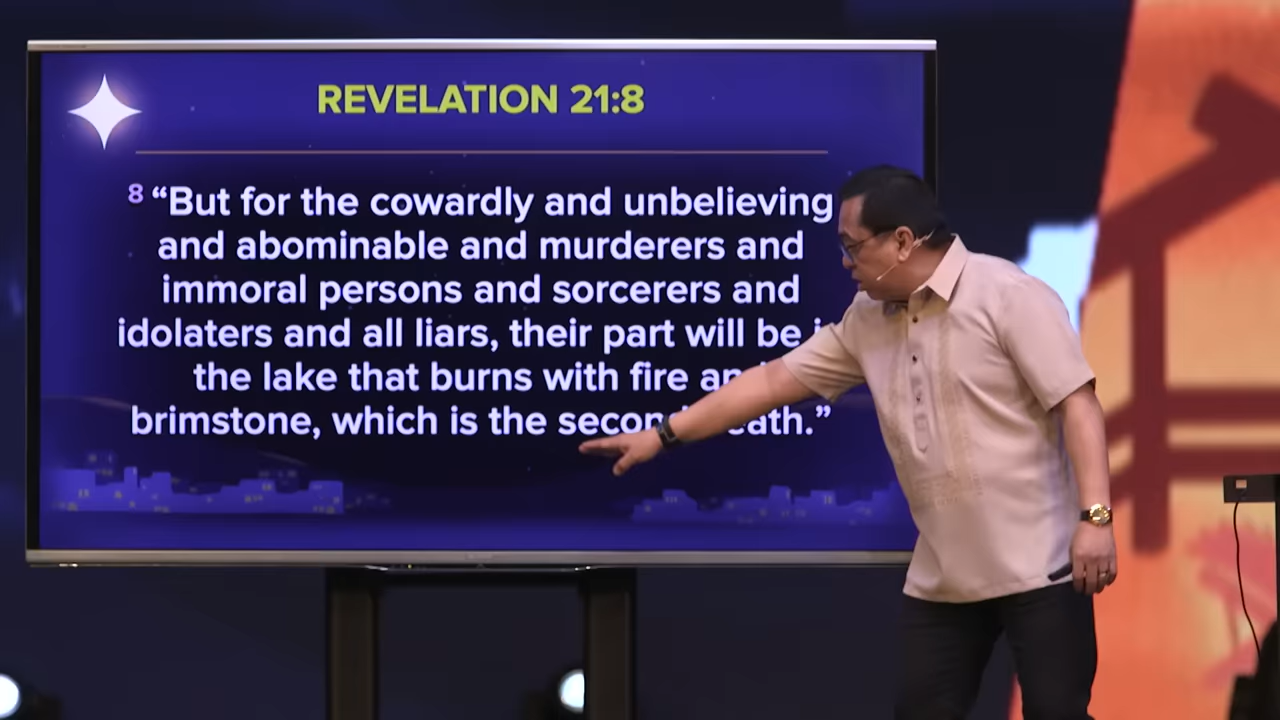 REVELATION 21:8
8 “But for the cowardly and unbelieving
and abominable and murderers and
immoral persons and sorcerers and
idolaters and all liars, their part will be
the lake that burns with fire
brimstone, which is the